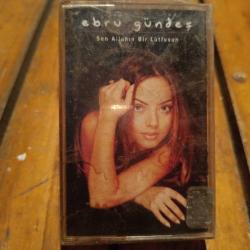 ebru gündeş
Sen Allahın Bir Lütfusun